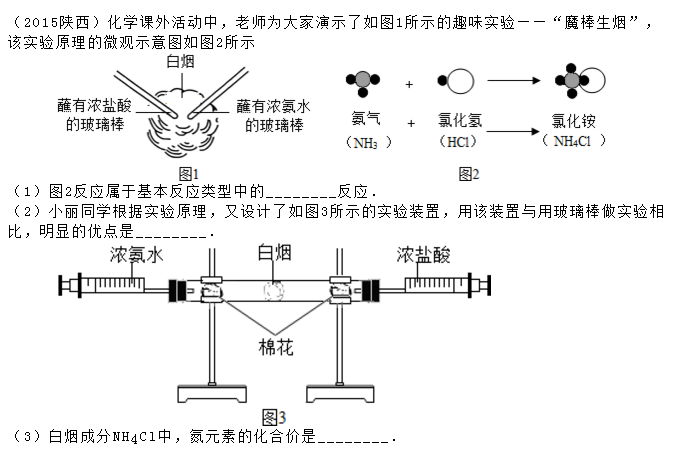 （2015陕西）化学课外活动中，老师为大家演示了如图1所示的趣味实验－－“魔棒生烟”，
该实验原理的微观示意图如图2所示
白烟
蘸有浓盐酸
的玻璃棒
蘸有浓氨水
的玻璃棒
图1
+
氨气 + 氯化氢 氯化铵
（NH3 ） （HCl） （ NH4Cl ）
图2
（1）图2反应属于基本反应类型中的________反应．
（2）小丽同学根据实验原理，又设计了如图3所示的实验装置，用该装置与用玻璃棒做实验相
比，明显的优点是________．
浓氨水 白烟 浓盐酸
棉花
图3
（3）白烟成分NH4Cl中，氮元素的化合价是________．